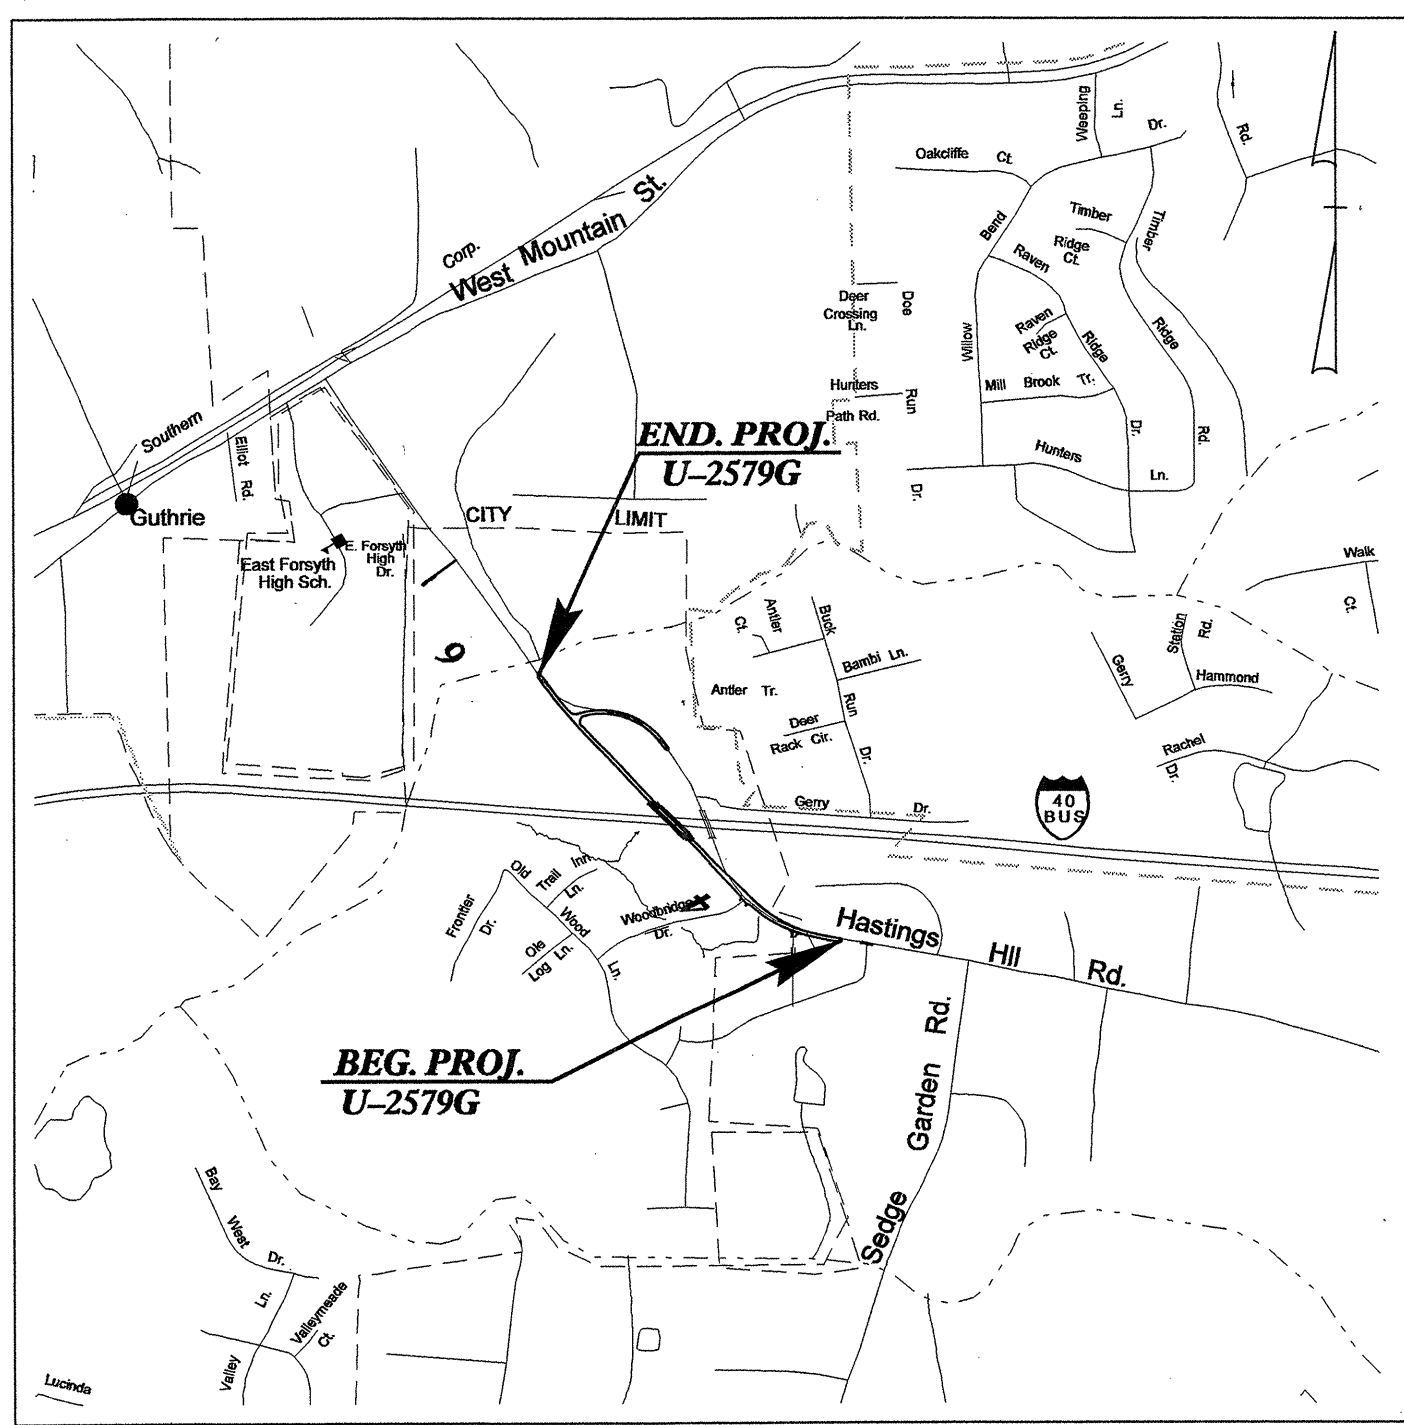 Weeping
Ln.
Dr.
Rd.
Oakcliffe Ct.
Timber
Ridge
Ct.
Timber
Ridge
Rd.
Bend
Willow
Raven
Ridge
Dr.
Raven
Ridge
Ct.
Mill Brook Tr.
Hunters
Ln.
Corp.
West Mountain St.
Deer
Crossing
Ln.
Doe
Run
Dr.
Hunters
Path Rd.
Southern
Elliot
Rd.
Guthrie
END. PROJ.
U-2579G
CITY LIMIT
East Forsyth
High Sch.
E. Forsyth
High
Dr.
Walk
Ct.
Antler
Ct.
Buck
Run
Dr.
Bambi Ln.
Antler Tr.
Deer
Rack Cir.
Station
Rd.
Gerry
Hammond
Rachel
Dr.
Gerry Dr.
40
BUS
Old
Wood
Ln.
Trail Inn
Ln.
Frontier
Dr.
Ole
Log Ln.
Woodbridge
Dr.
Hastings Hll Rd.
Sedge Garden Rd.
BEG. PROJ.
U-2579G
Bay
West
Dr.
Valley
Ln.
Valleymeade
Ct.
Lucinda